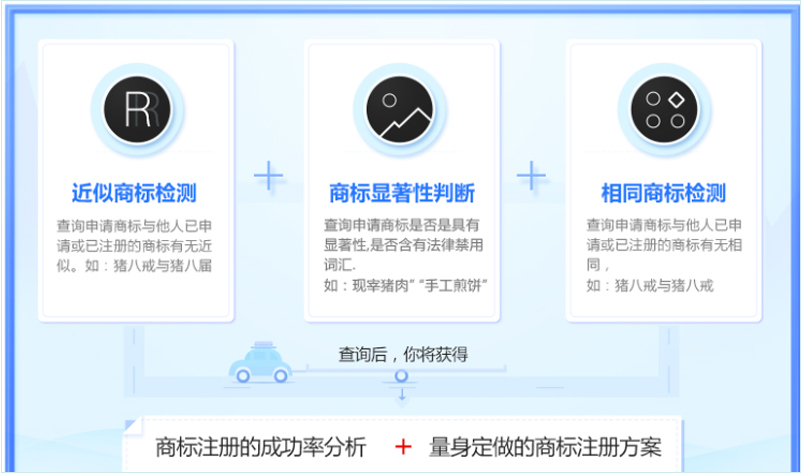 R
近似商标检测
查询申请商标与他人已申
请或已注册的商标有无近
似。如：猪八戒与猪八届
+
商标显著性判断
查询申请商标是否是具有
显著性,是否含有法律禁用
词汇.
如：现宰猪肉" "手工煎饼"
+
相同商标检测
查询申请商标与他人已申
请或已注册的商标有无相
同，
如：猪八戒与猪八戒
查询后，你将获得
商标注册的成功率分析 + 量身定做的商标注册方案